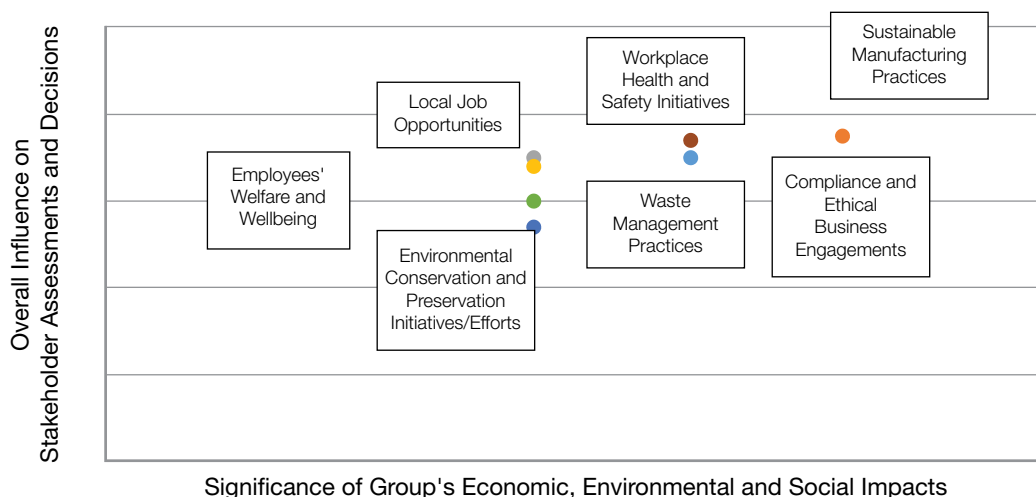 Overall Influence on
Stakeholder Assessments and Decisions
Sustainable
Manufacturing
Practices
Workplace
Health and
Safety Initiatives
Local Job
Opportunities
Employees'
Welfare and
Wellbeing
Waste
Management
Practices
Compliance and
Ethical
Business
Engagements
Environmental
Conservation and
Preservation
Initiatives/Efforts
Significance of Group's Economic, Environmental and Social Impacts